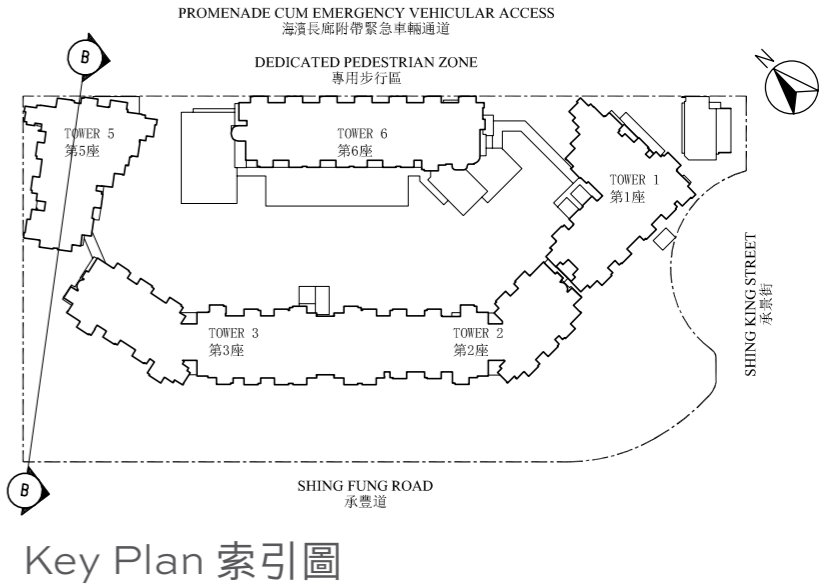 PROMENADE CUM EMERGENCY VEHICULAR ACCESS
海濱長廊附帶緊急車輛通道
B
DEDICATED PEDESTRIAN ZONE
專用步行區
N
TOWER 5
第5座
TOWER 6
第6座
TOWER 1
第1座
SHING KING STREET
承景街
TOWER 3
第3座
TOWER 2
第2座
B
SHING FUNG ROAD
承豐道
Key Plan 索引圖